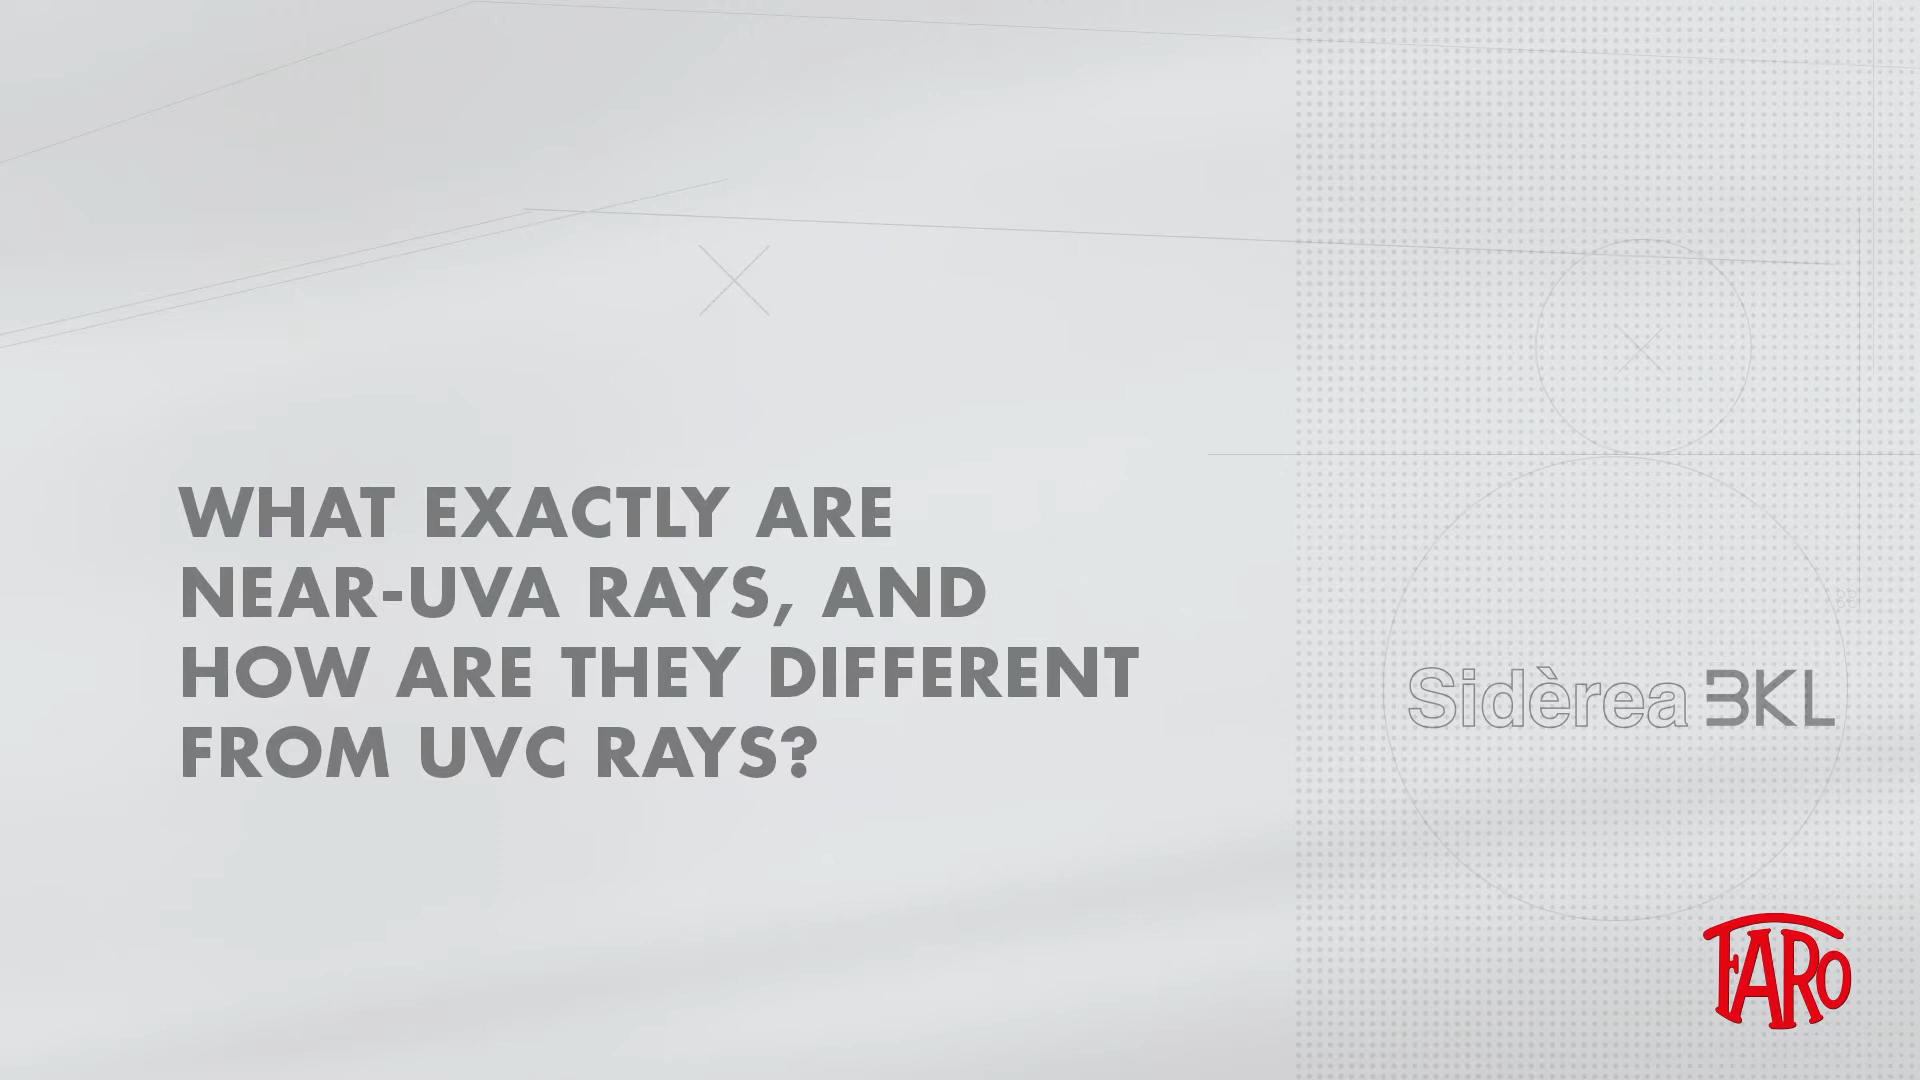 WHAT EXACTLY ARE
NEAR-UVA RAYS, AND
HOW ARE THEY DIFFERENT
FROM UVC RAYS?
Sidèrea BKL
FARO